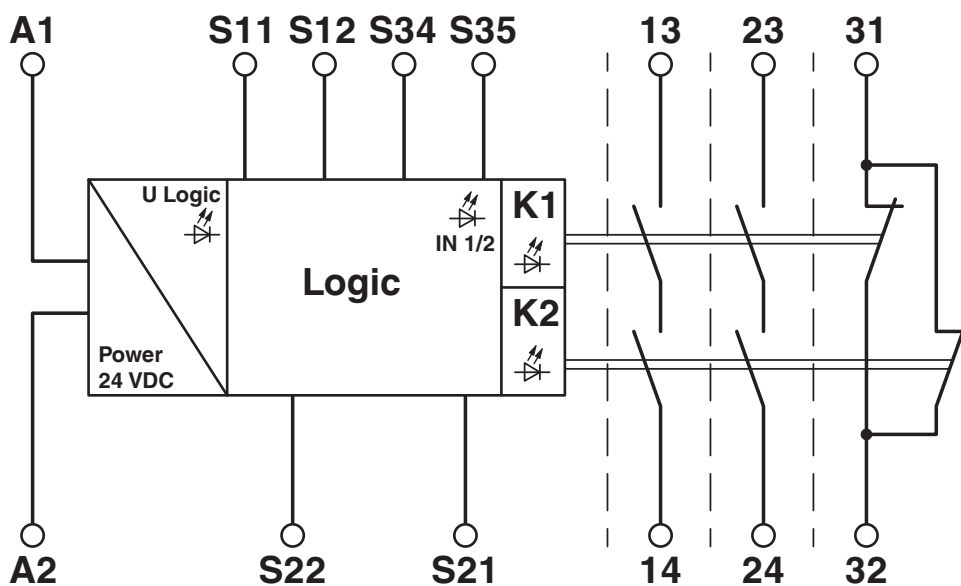 A1 S11 S12 S34 S35 13 23 31
U Logic
K1
IN 1/2
Logic
K2
Power
24 VDC
A2 S22 S21 14 24 32